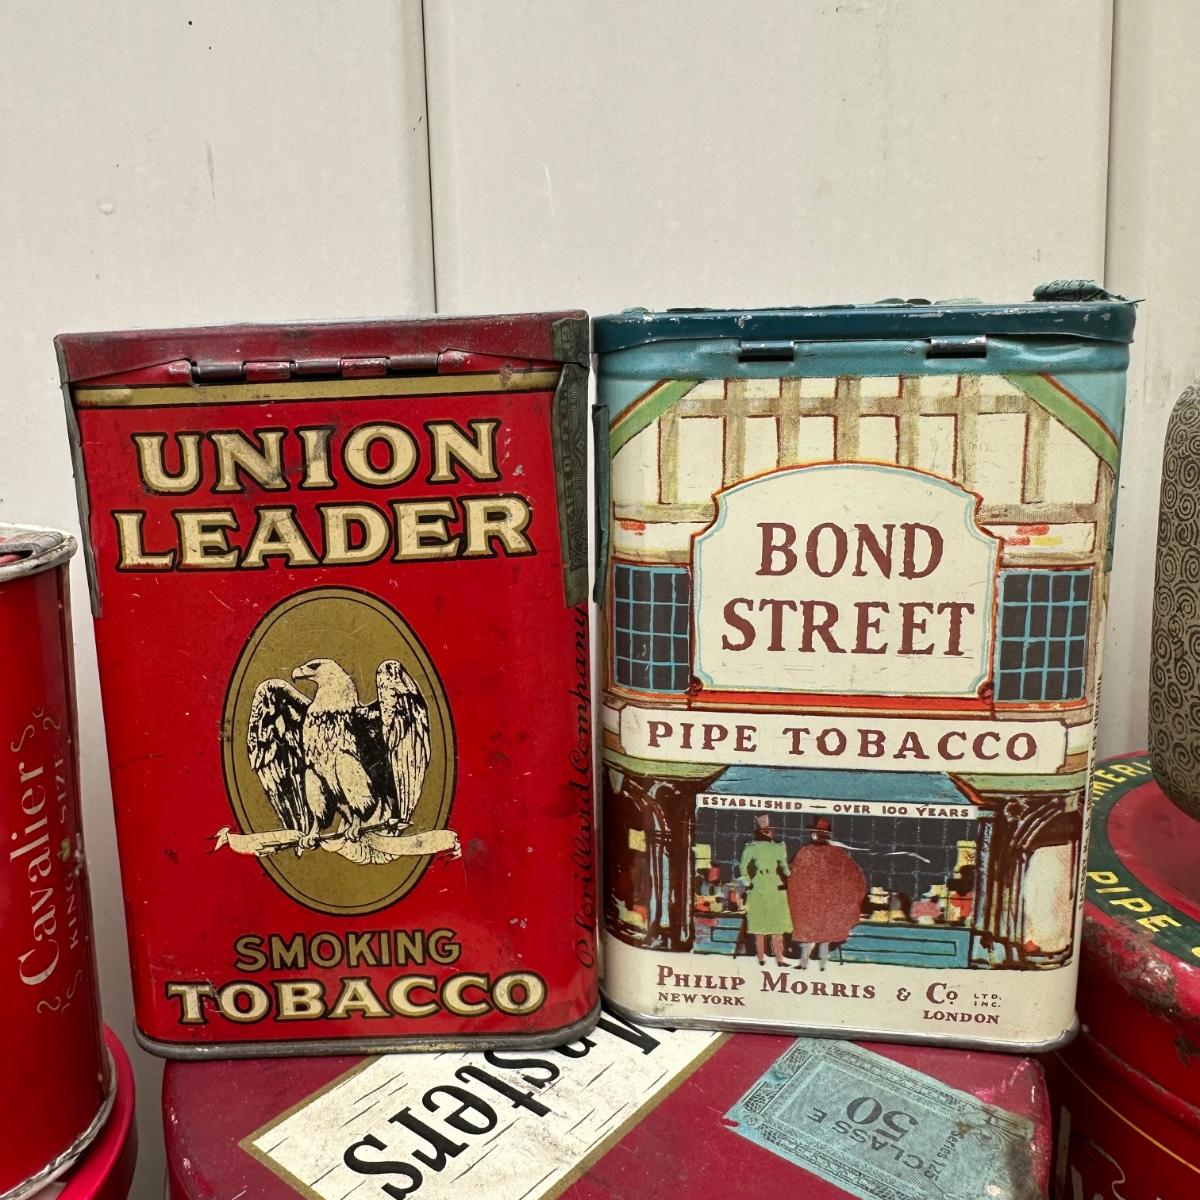 UNION
LEADER
SMOKING
TOBACCO
P. Lorillard Company
BOND
STREET
PIPE TOBACCO
ESTABLISHED — OVER 100 YEARS
PHILIP MORRIS & Co LTD. INC.
NEW YORK
LONDON
Cavalier
KING SIZE
Masters
CLASS E
50
PIPE